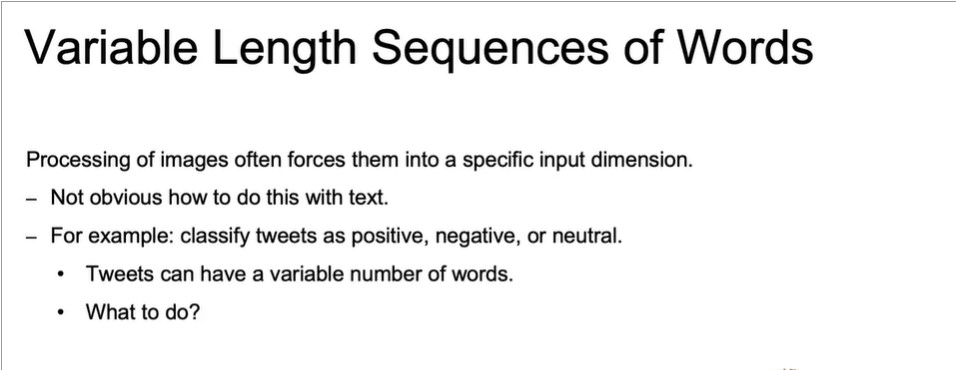 Variable Length Sequences of Words
Processing of images often forces them into a specific input dimension.
– Not obvious how to do this with text.
– For example: classify tweets as positive, negative, or neutral.
• Tweets can have a variable number of words.
• What to do?